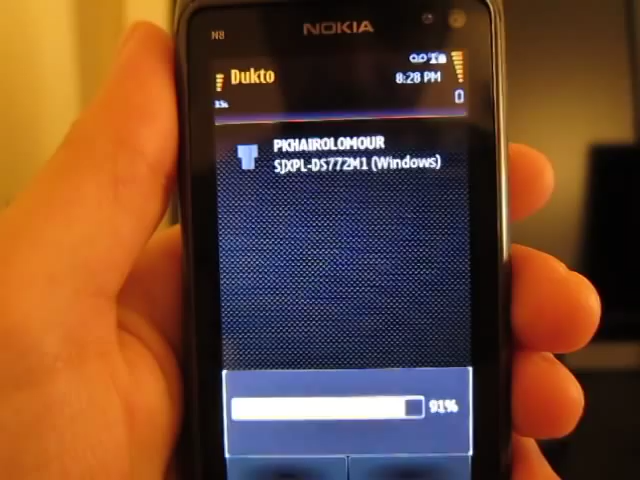 N8
NOKIA
Dukto
8:28 PM
PKHAIROLOMOUR
SJXPL-DS772M1 (Windows)
91%